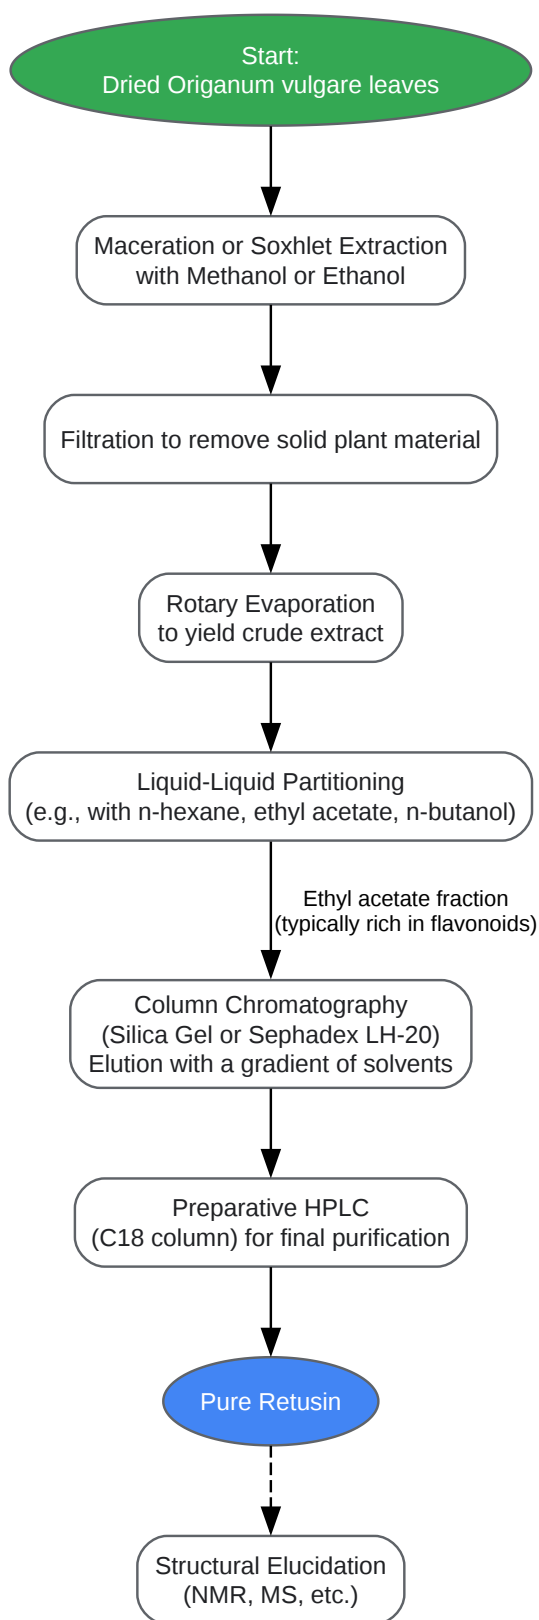 Start:
Dried Origanum vulgare leaves
Maceration or Soxhlet Extraction
with Methanol or Ethanol
Filtration to remove solid plant material
Rotary Evaporation
to yield crude extract
Liquid-Liquid Partitioning
(e.g., with n-hexane, ethyl acetate, n-butanol)
Ethyl acetate fraction
(typically rich in flavonoids)
Column Chromatography
(Silica Gel or Sephadex LH-20)
Elution with a gradient of solvents
Preparative HPLC
(C18 column) for final purification
Pure Retusin
Structural Elucidation
(NMR, MS, etc.)